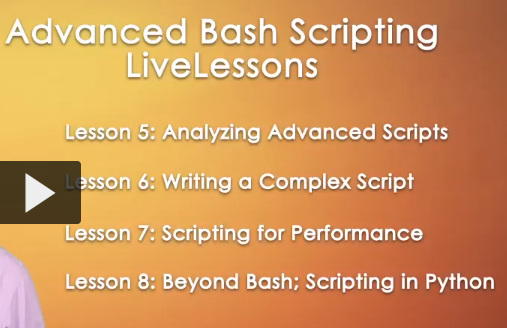 Advanced Bash Scripting
LiveLessons
Lesson 5: Analyzing Advanced Scripts
Lesson 6: Writing a Complex Script
Lesson 7: Scripting for Performance
Lesson 8: Beyond Bash; Scripting in Python